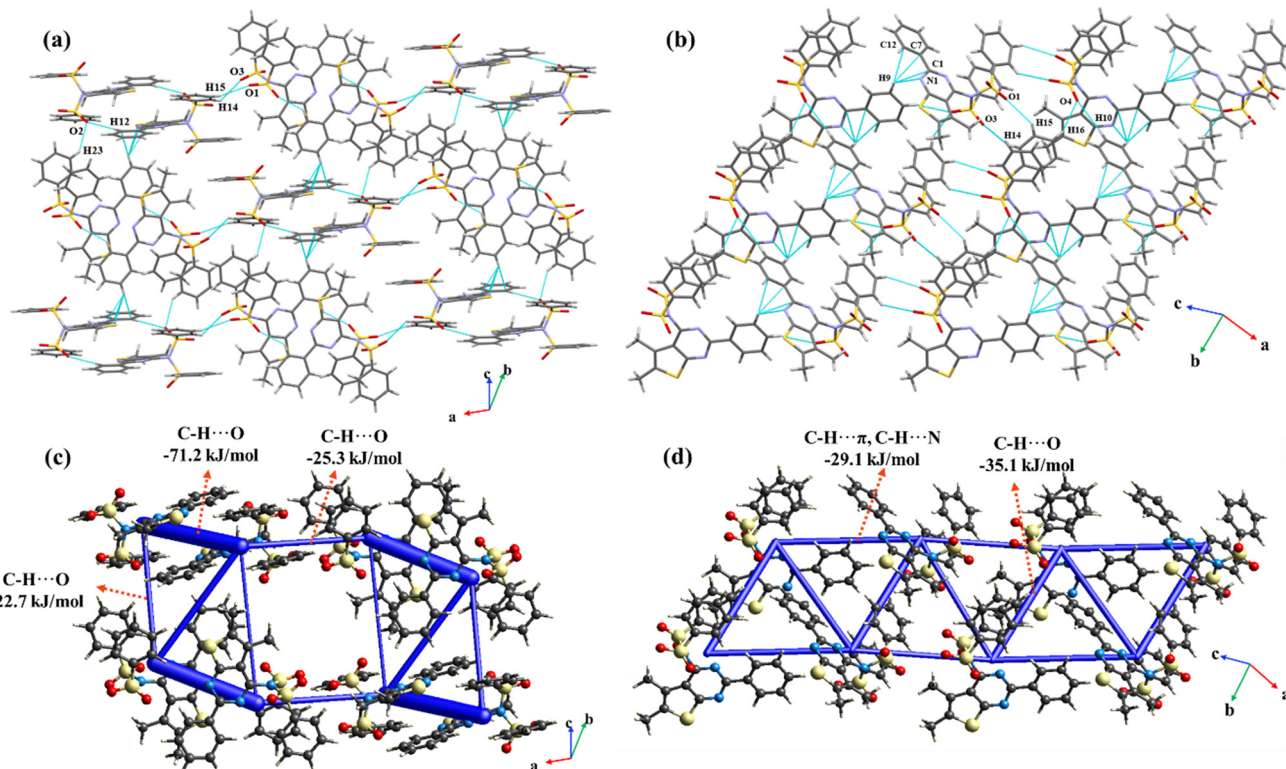 (a)
H15
O3
O1
H14
O2
H12
H23
c
b
a
(b)
C12
C7
C1
H9
N1
O1
O3
O4
H15
H10
H14
H16
c
a
b
(c)
C-H···O
-71.2 kJ/mol
C-H···O
-25.3 kJ/mol
C-H···O
22.7 kJ/mol
c
b
a
(d)
C-H···π, C-H···N
-29.1 kJ/mol
C-H···O
-35.1 kJ/mol
c
a
b